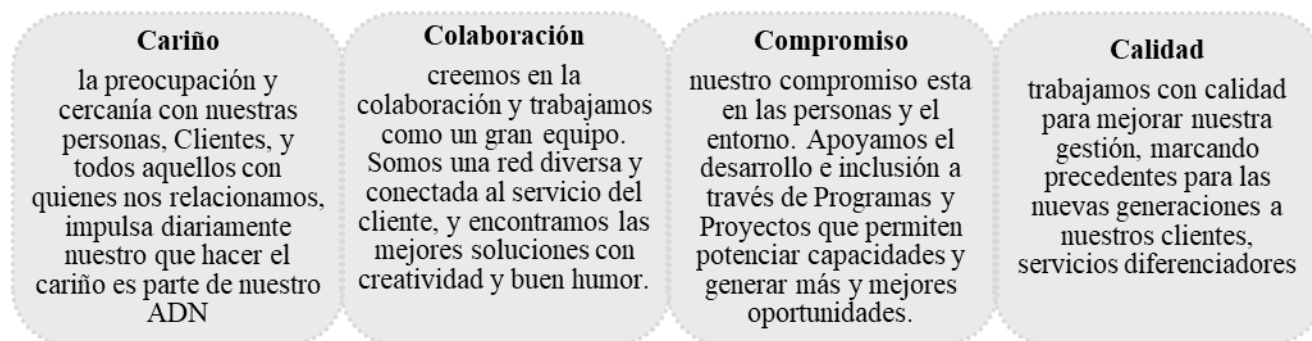 Cariño
la preocupación y
cercanía con nuestras
personas, Clientes, y
todos aquellos con
quienes nos relacionamos,
impulsa diariamente
nuestro que hacer el
cariño es parte de nuestro
ADN
Colaboración
creemos en la
colaboración y trabajamos
como un gran equipo.
Somos una red diversa y
conectada al servicio del
cliente, y encontramos las
mejores soluciones con
creatividad y buen humor.
Compromiso
nuestro compromiso esta
en las personas y el
entorno. Apoyamos el
desarrollo e inclusión a
través de Programas y
Proyectos que permiten
potenciar capacidades y
generar más y mejores
oportunidades.
Calidad
trabajamos con calidad
para mejorar nuestra
gestión, marcando
precedentes para las
nuevas generaciones a
nuestros clientes,
servicios diferenciadores